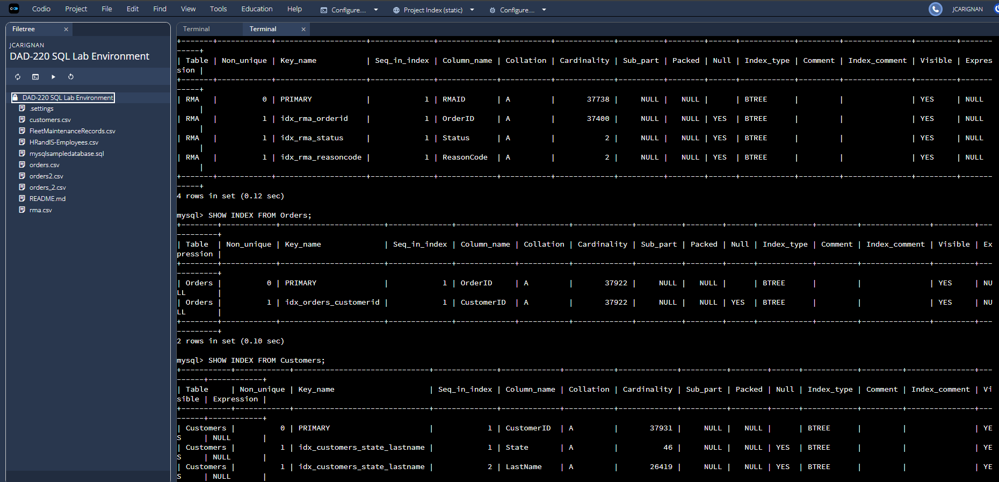 Codio Project File Edit Find View Tools Education Help Configure.... Project Index (static) Configure.... JCARIGNAN
Filetree ×
JCARIGNAN
DAD-220 SQL Lab Environment
DAD-220 SQL Lab Environment
.settings
customers.csv
FleetMaintenanceRecords.csv
HRandIS-Employees.csv
mysqlsampledatabase.sql
orders.csv
orders2.csv
orders_2.csv
README.md
rma.csv
Terminal Terminal ×
+-------+------------+--------------------+--------------+-------------+-----------+-------------+----------+--------+------+------------+---------+---------------+---------+-------
-----+
| Table | Non_unique | Key_name           | Seq_in_index | Column_name | Collation | Cardinality | Sub_part | Packed | Null | Index_type | Comment | Index_comment | Visible | Expres
sion |
+-------+------------+--------------------+--------------+-------------+-----------+-------------+----------+--------+------+------------+---------+---------------+---------+-------
-----+
| RMA   |          0 | PRIMARY            |            1 | RMAID       | A         |       37738 |     NULL |   NULL |      | BTREE      |         |               | YES     | NULL
     |
| RMA   |          1 | idx_rma_orderid    |            1 | OrderID     | A         |       37400 |     NULL |   NULL | YES  | BTREE      |         |               | YES     | NULL
     |
| RMA   |          1 | idx_rma_status     |            1 | Status      | A         |           2 |     NULL |   NULL | YES  | BTREE      |         |               | YES     | NULL
     |
| RMA   |          1 | idx_rma_reasoncode |            1 | ReasonCode  | A         |           2 |     NULL |   NULL | YES  | BTREE      |         |               | YES     | NULL
     |
+-------+------------+--------------------+--------------+-------------+-----------+-------------+----------+--------+------+------------+---------+---------------+---------+-------
-----+
4 rows in set (0.12 sec)
mysql> SHOW INDEX FROM Orders;
+--------+------------+-----------------------+--------------+-------------+-----------+-------------+----------+--------+------+------------+---------+---------------+---------+---
---------+
| Table  | Non_unique | Key_name              | Seq_in_index | Column_name | Collation | Cardinality | Sub_part | Packed | Null | Index_type | Comment | Index_comment | Visible | Ex
pression |
+--------+------------+-----------------------+--------------+-------------+-----------+-------------+----------+--------+------+------------+---------+---------------+---------+---
---------+
| Orders |          0 | PRIMARY               |            1 | OrderID     | A         |       37922 |     NULL |   NULL |      | BTREE      |         |               | YES     | NU
LL       |
| Orders |          1 | idx_orders_customerid |            1 | CustomerID  | A         |       37922 |     NULL |   NULL | YES  | BTREE      |         |               | YES     | NU
LL       |
+--------+------------+-----------------------+--------------+-------------+-----------+-------------+----------+--------+------+------------+---------+---------------+---------+---
---------+
2 rows in set (0.10 sec)
mysql> SHOW INDEX FROM Customers;
+-----------+------------+------------------------------+--------------+-------------+-----------+-------------+----------+--------+------+------------+---------+---------------+---
------+------------+
| Table     | Non_unique | Key_name                     | Seq_in_index | Column_name | Collation | Cardinality | Sub_part | Packed | Null | Index_type | Comment | Index_comment | Vi
sible | Expression |
+-----------+------------+------------------------------+--------------+-------------+-----------+-------------+----------+--------+------+------------+---------+---------------+---
------+------------+
| Customers |          0 | PRIMARY                      |            1 | CustomerID  | A         |       37931 |     NULL |   NULL |      | BTREE      |         |               | YE
S     | NULL       |
| Customers |          1 | idx_customers_state_lastname |            1 | State       | A         |          46 |     NULL |   NULL | YES  | BTREE      |         |               | YE
S     | NULL       |
| Customers |          1 | idx_customers_state_lastname |            2 | LastName    | A         |       26419 |     NULL |   NULL | YES  | BTREE      |         |               | YE
S     | NULL       |